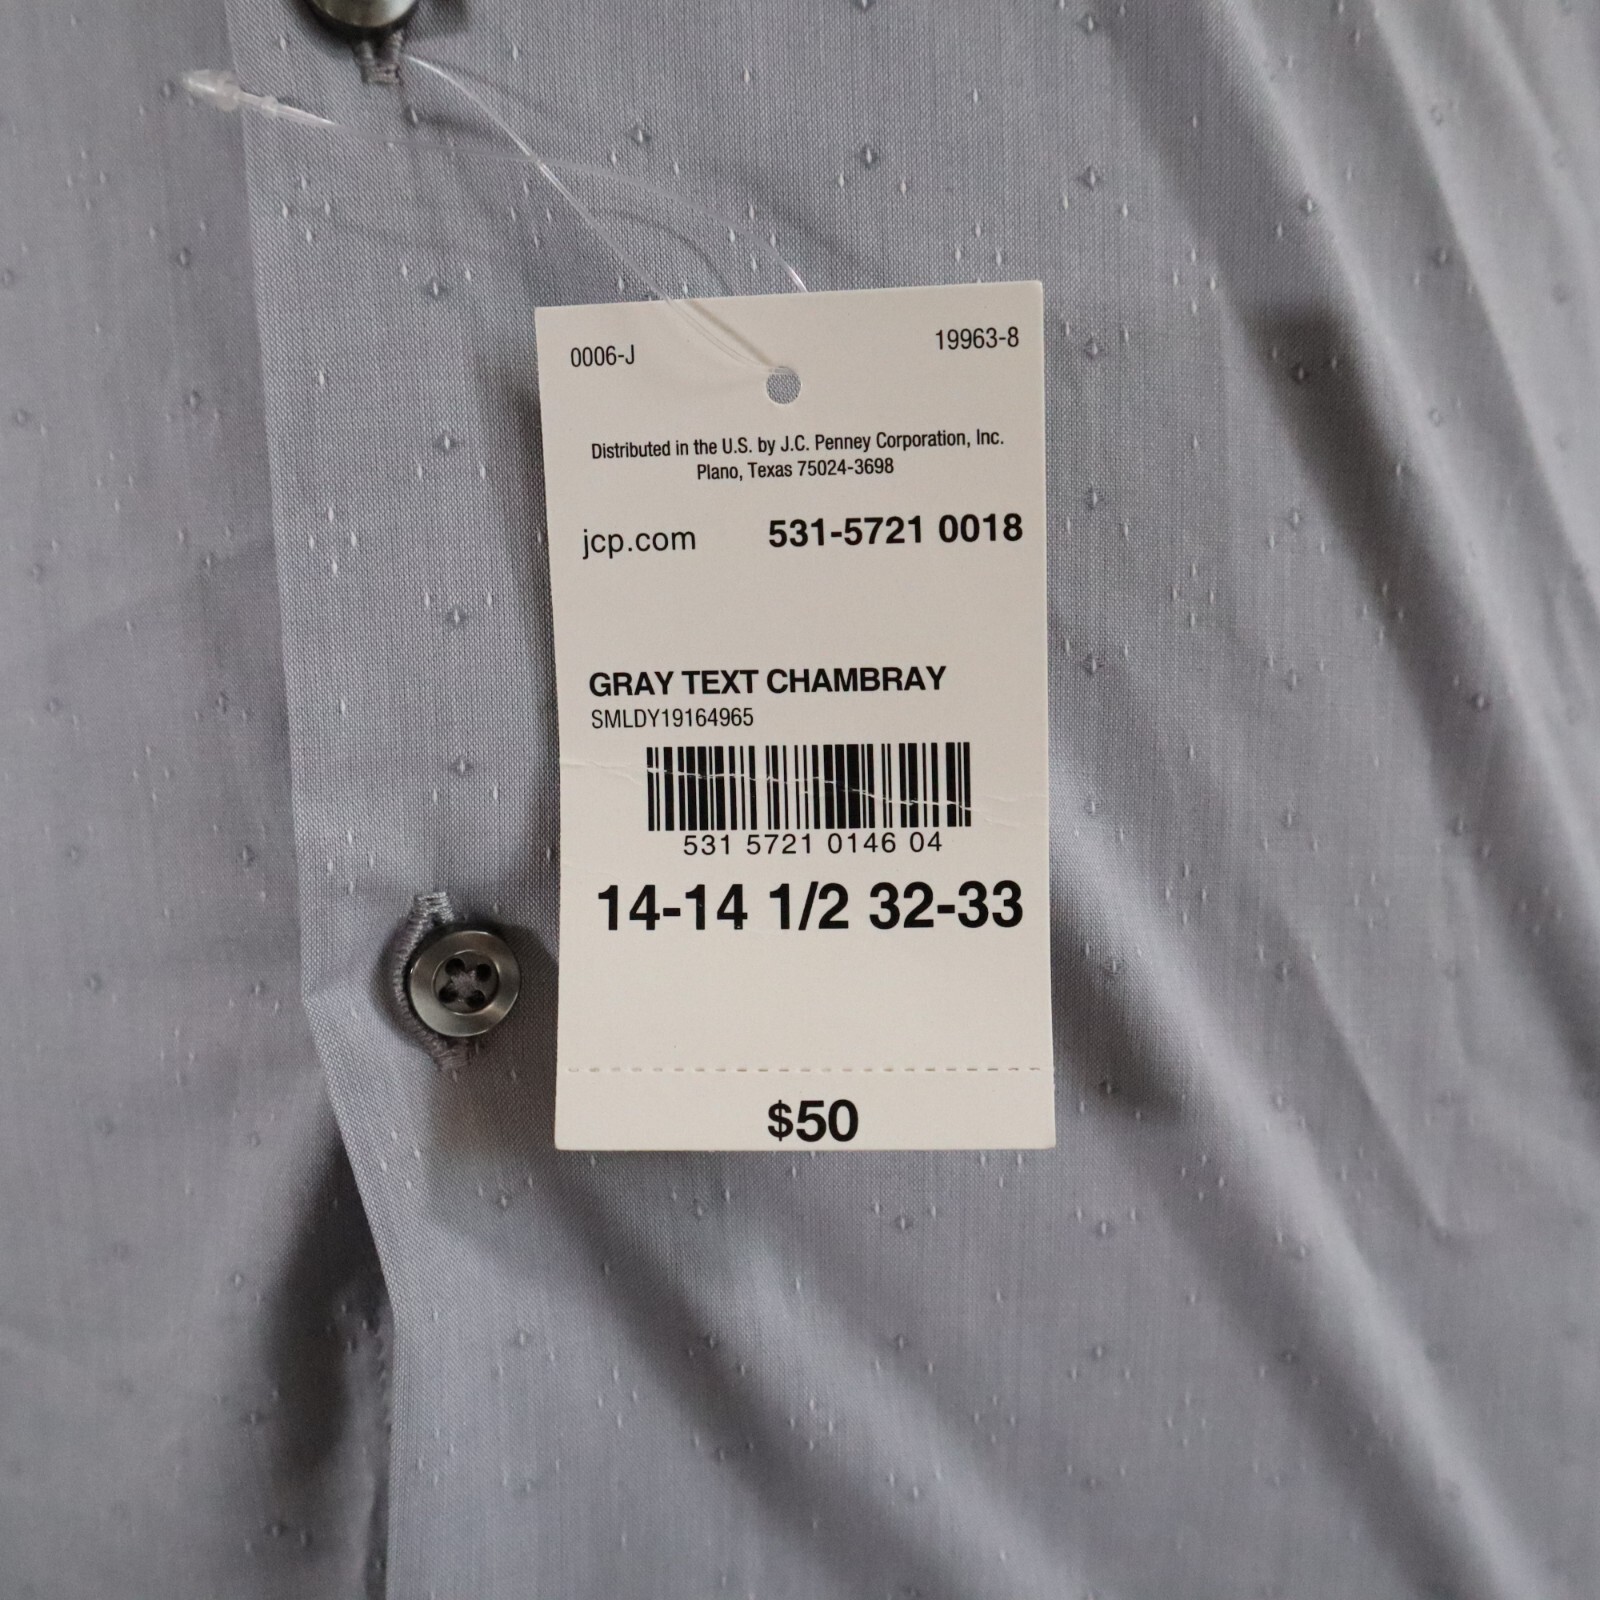 0006-J 19963-8
Distributed in the U.S. by J.C. Penney Corporation, Inc.
Plano, Texas 75024-3698
jcp.com 531-5721 0018
GRAY TEXT CHAMBRAY
SMLDY19164965
531 5721 0146 04
14-14 1/2 32-33
$50